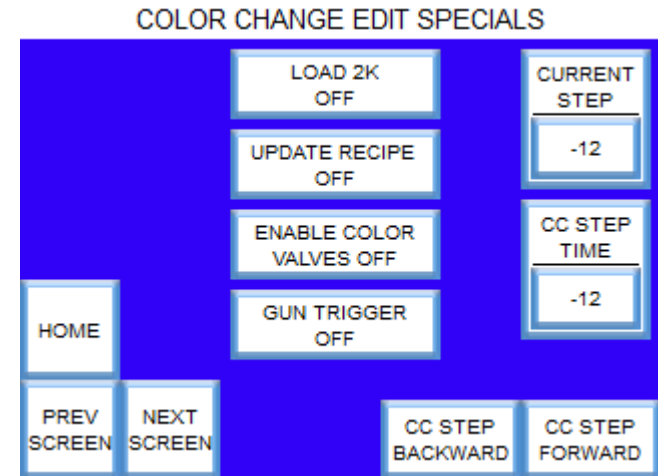 COLOR CHANGE EDIT SPECIALS
LOAD 2K
OFF
UPDATE RECIPE
OFF
ENABLE COLOR
VALVES OFF
GUN TRIGGER
OFF
CURRENT
STEP
-12
CC STEP
TIME
-12
HOME
PREV
SCREEN
NEXT
SCREEN
CC STEP
BACKWARD
CC STEP
FORWARD